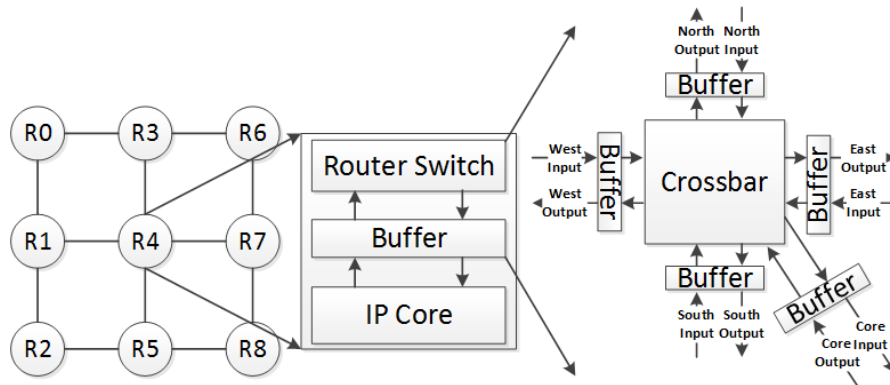 R0
R3
R6
R1
R4
R7
R2
R5
R8
Router Switch
Buffer
IP Core
North
Output
North
Input
Buffer
West
Input
West
Output
Buffer
Crossbar
Buffer
East
Output
East
Input
Buffer
South
Input
South
Output
Buffer
Core
Input
Core
Output